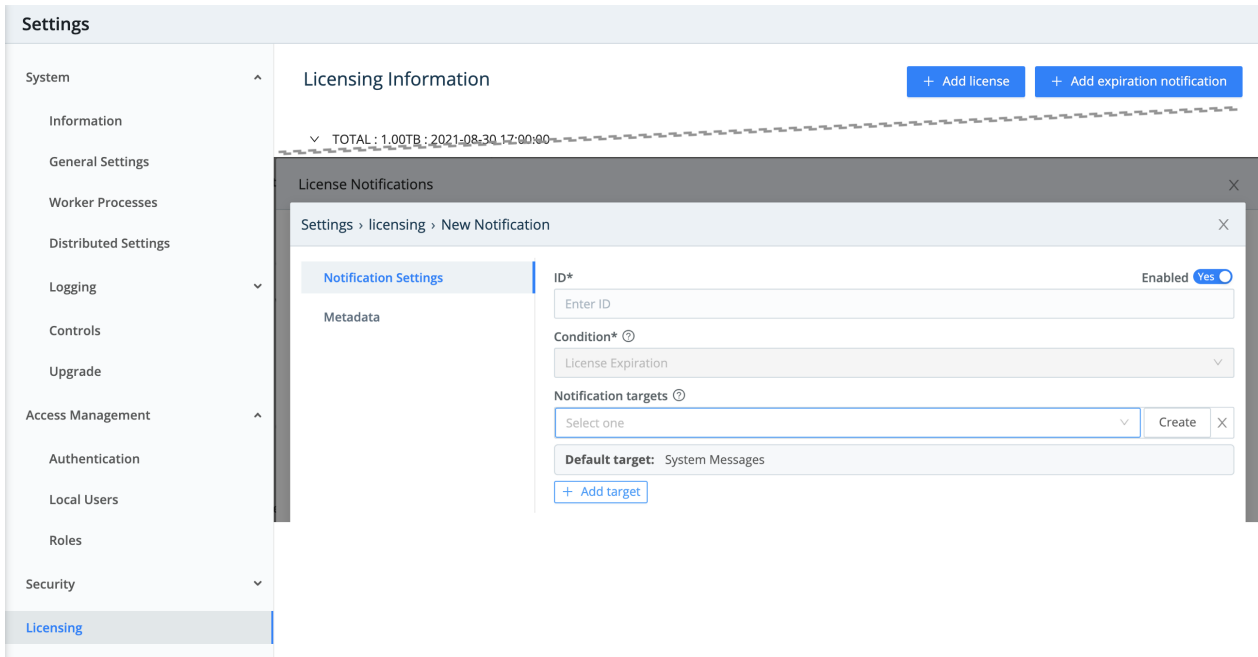 Settings
System
Information
General Settings
Worker Processes
Distributed Settings
Logging
Controls
Upgrade
Access Management
Authentication
Local Users
Roles
Security
Licensing
Licensing Information
+ Add license
+ Add expiration notification
TOTAL : 1.00TB : 2021-08-30 17:00:00
License Notifications
Settings › licensing › New Notification
Notification Settings
Metadata
ID*
Enabled Yes
Enter ID
Condition*
License Expiration
Notification targets
Select one
Create
Default target: System Messages
+ Add target